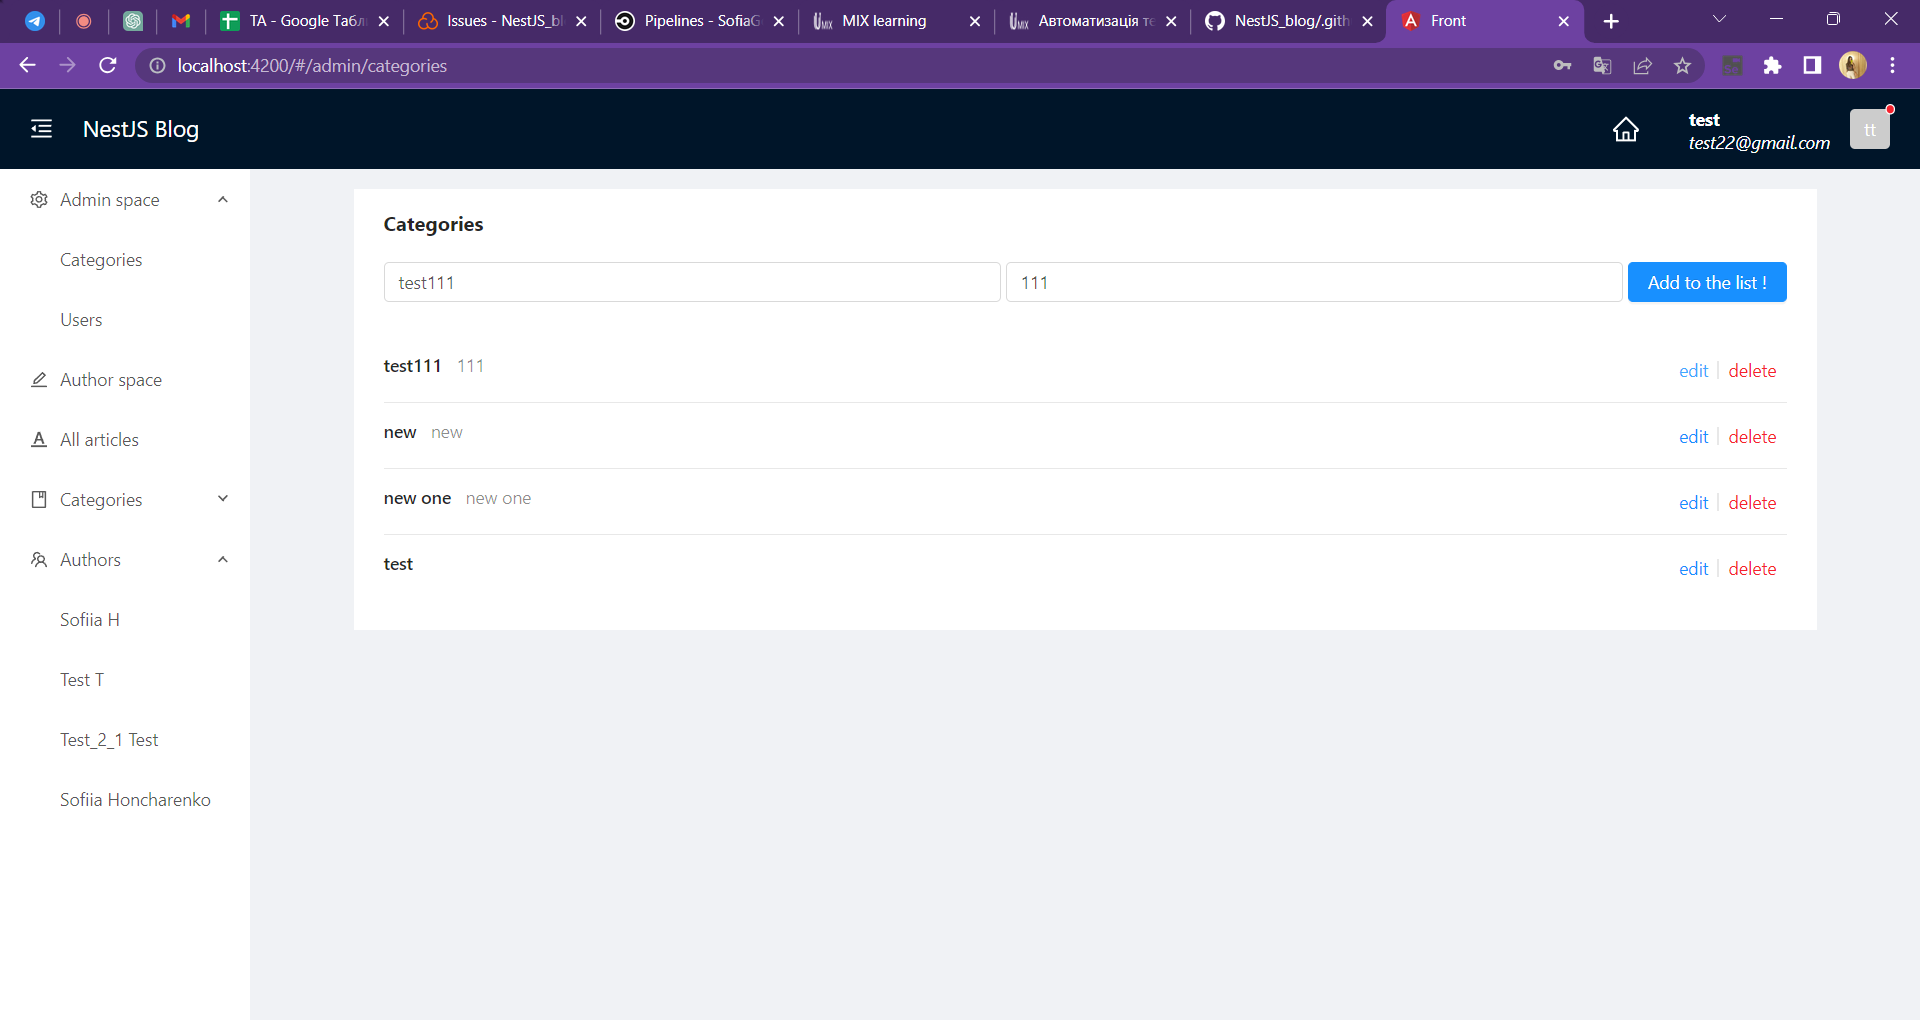 TA - Google Табл
Issues - NestJS_bl
Pipelines - SofiaG
MIX learning
Автоматизація те
NestJS_blog/.gith
Front
localhost:4200/#/admin/categories
NestJS Blog
test
test22@gmail.com
tt
Admin space
Categories
Users
Author space
All articles
Categories
Authors
Sofiia H
Test T
Test_2_1 Test
Sofiia Honcharenko
Categories
test111
111
Add to the list !
test111 111
edit delete
new new
edit delete
new one new one
edit delete
test
edit delete